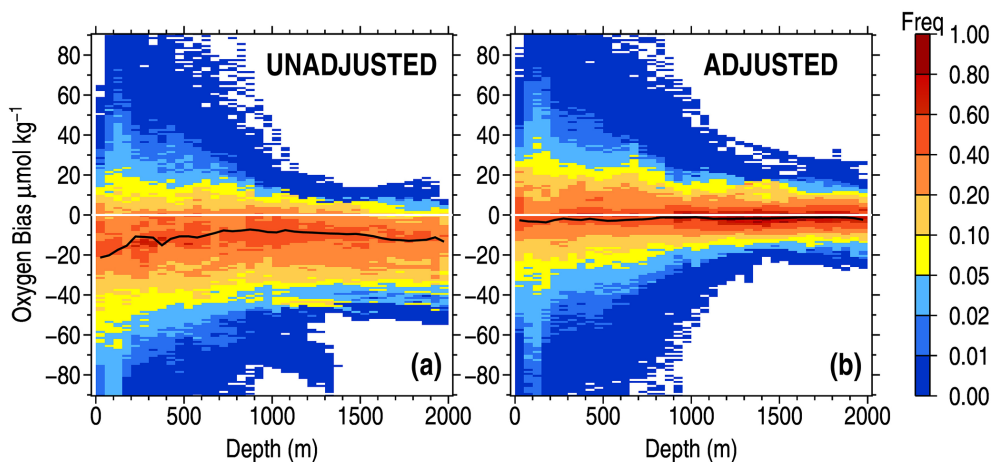 Freq
UNADJUSTED
ADJUSTED
Oxygen Bias μmol kg⁻¹
80
60
40
20
0
−20
−40
−60
−80
(a)
0 500 1000 1500 2000
Depth (m)
80
60
40
20
0
−20
−40
−60
−80
(b)
0 500 1000 1500 2000
Depth (m)
1.00
0.80
0.60
0.40
0.20
0.10
0.05
0.02
0.01
0.00